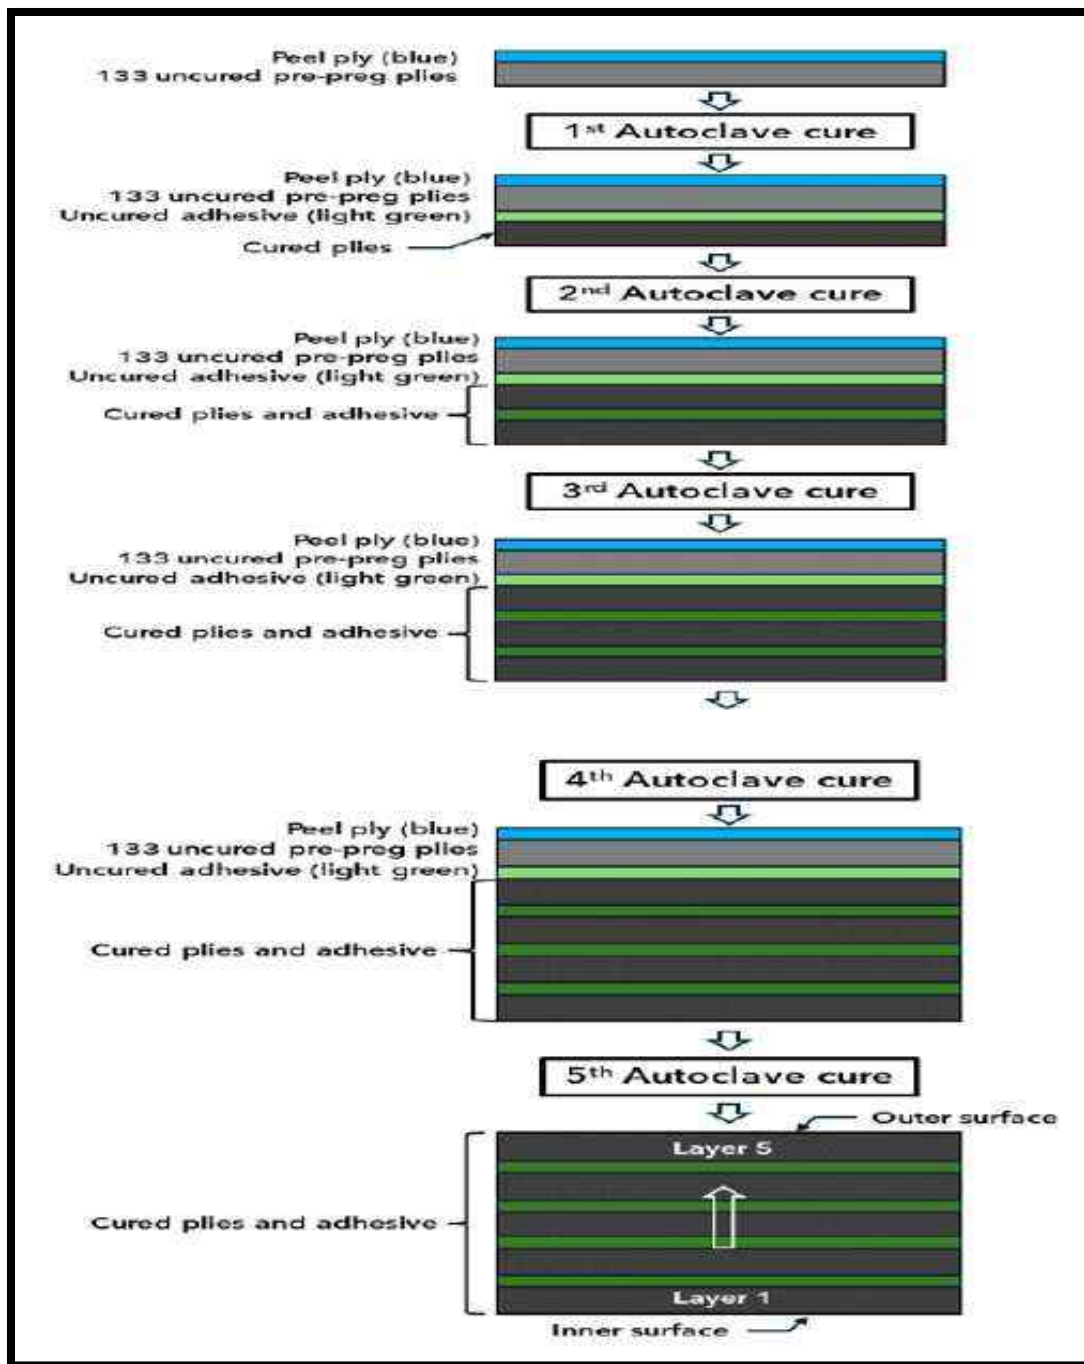 Peel ply (blue)
133 uncured pre-preg plies
1st Autoclave cure
Peel ply (blue)
133 uncured pre-preg plies
Uncured adhesive (light green)
Cured plies
2nd Autoclave cure
Peel ply (blue)
133 uncured pre-preg plies
Uncured adhesive (light green)
Cured plies and adhesive
3rd Autoclave cure
Peel ply (blue)
133 uncured pre-preg plies
Uncured adhesive (light green)
Cured plies and adhesive
4th Autoclave cure
Peel ply (blue)
133 uncured pre-preg plies
Uncured adhesive (light green)
Cured plies and adhesive
5th Autoclave cure
Outer surface
Layer 5
Cured plies and adhesive
Layer 1
Inner surface